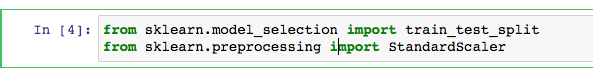 In [4]: from sklearn.model_selection import train_test_split
from sklearn.preprocessing import StandardScaler